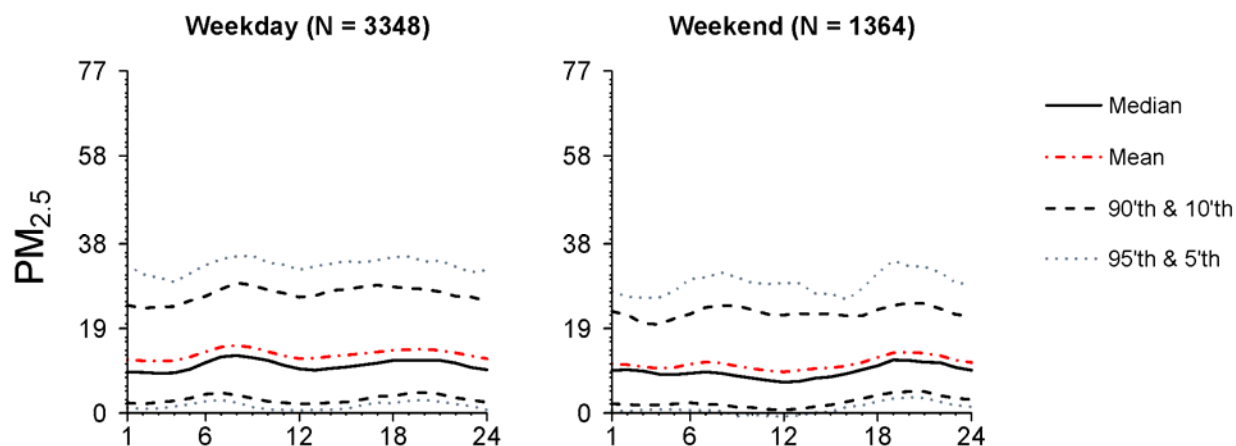 Weekday (N = 3348)
Weekend (N = 1364)
PM2.5
77
58
38
19
0
1 6 12 18 24
77
58
38
19
0
1 6 12 18 24
Median
Mean
90'th & 10'th
95'th & 5'th